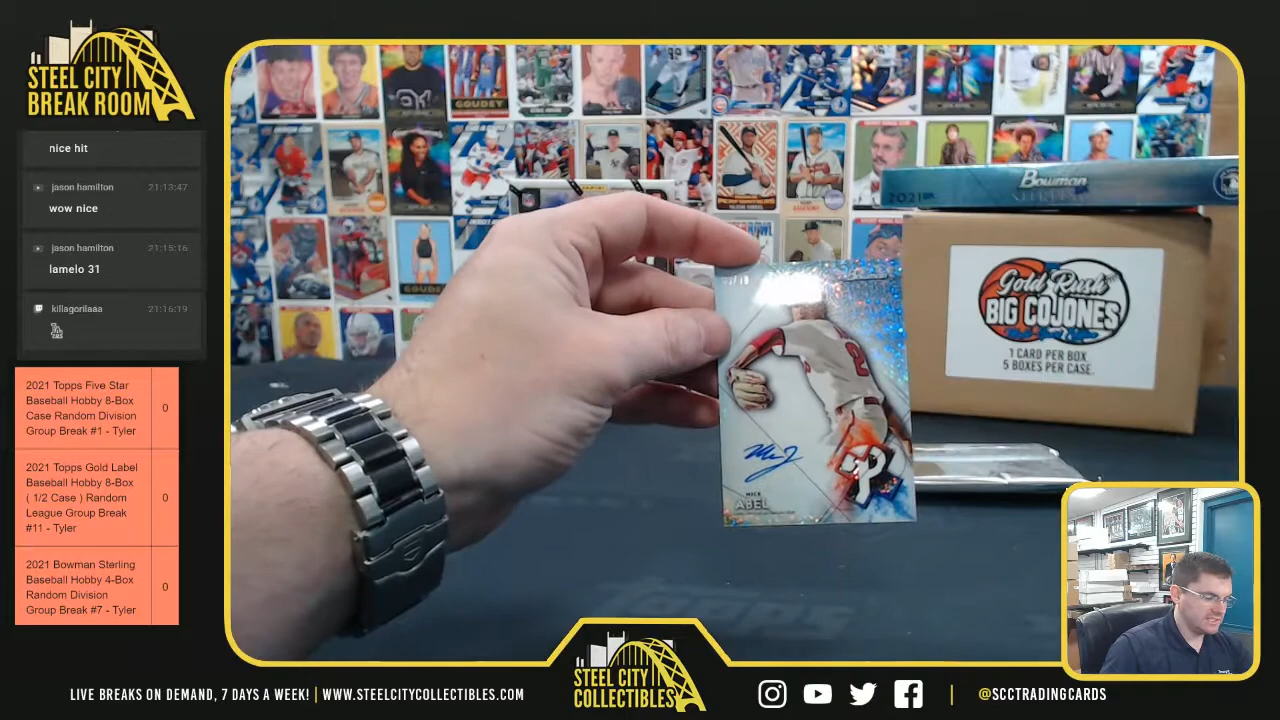 STEEL CITY
BREAK ROOM
nice hit
jason hamilton 21:13:47
wow nice
jason hamilton 21:15:16
lamelo 31
killagorilaaa 21:16:19
2021 Topps Five Star
Baseball Hobby 8-Box
Case Random Division
Group Break #1 - Tyler
0
2021 Topps Gold Label
Baseball Hobby 8-Box
( 1/2 Case ) Random
League Group Break
#11 - Tyler
0
2021 Bowman Sterling
Baseball Hobby 4-Box
Random Division
Group Break #7 - Tyler
0
GOUDEY
2021
Bowman
STERLING
Gold Rush
BIG COJONES
1 CARD PER BOX
5 BOXES PER CASE.
2
P
MICK
ABEL
topps
STEEL CITY
COLLECTIBLES
LIVE BREAKS ON DEMAND, 7 DAYS A WEEK! | WWW.STEELCITYCOLLECTIBLES.COM
| @SCCTRADINGCARDS